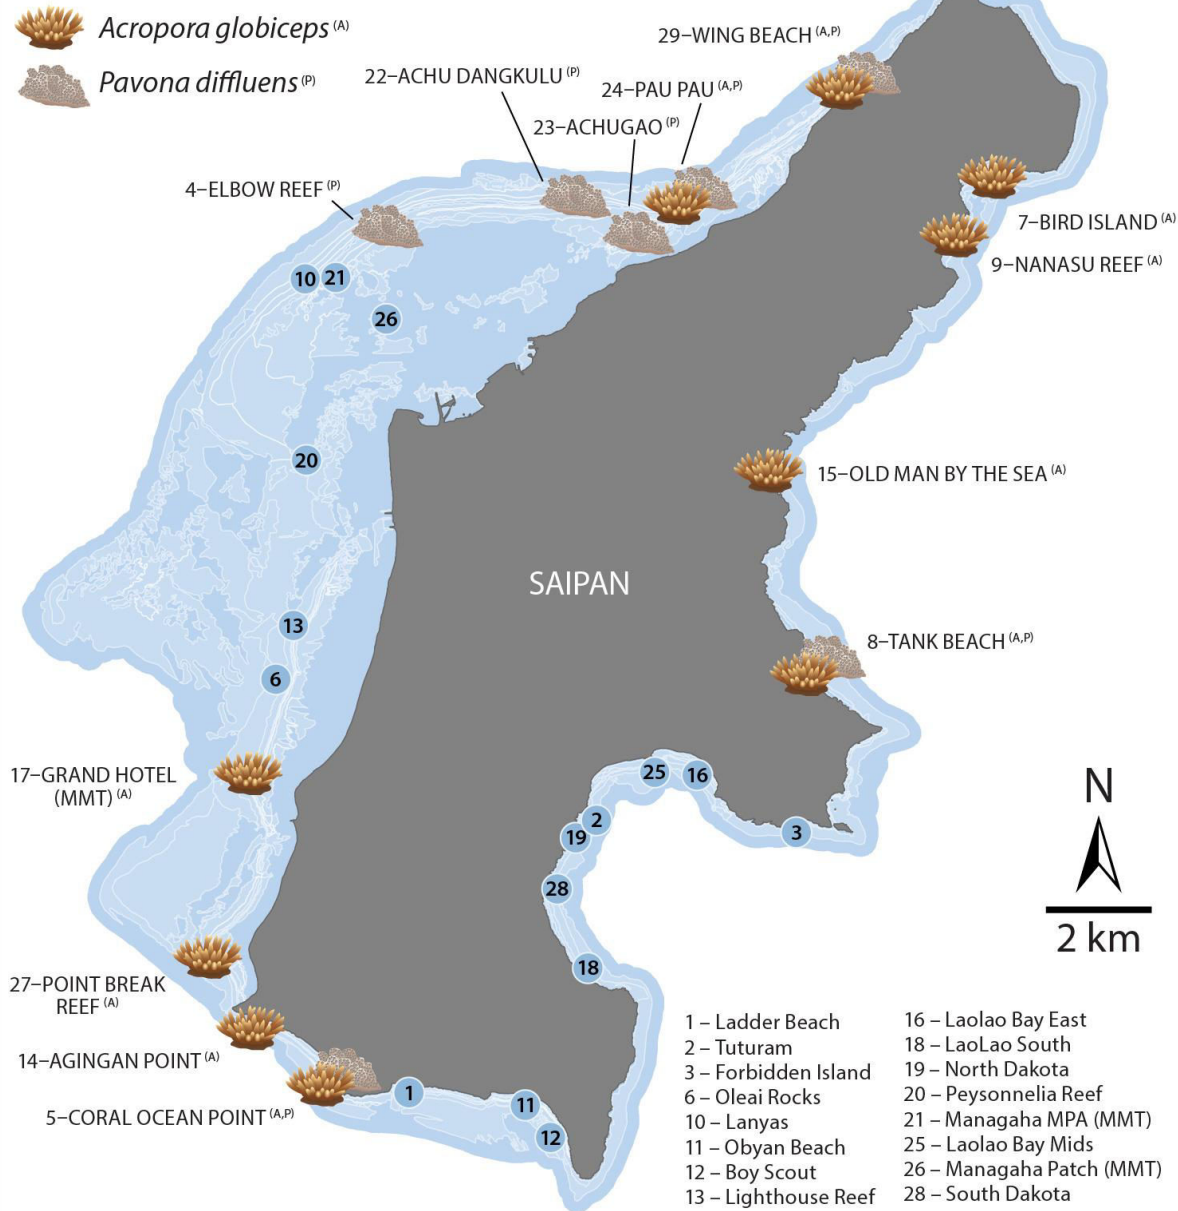 Acropora globiceps (A)
Pavona diffluens (P)
29–WING BEACH (A,P)
22–ACHU DANGKULU (P)
24–PAU PAU (A,P)
23–ACHUGAO (P)
4–ELBOW REEF (P)
7–BIRD ISLAND (A)
9–NANASU REEF (A)
10
21
26
20
15–OLD MAN BY THE SEA (A)
SAIPAN
13
6
8–TANK BEACH (A,P)
17–GRAND HOTEL
(MMT) (A)
25
16
2
19
3
28
18
N
2 km
27–POINT BREAK
REEF (A)
14–AGINGAN POINT (A)
5–CORAL OCEAN POINT (A,P)
1
11
12
1 – Ladder Beach
2 – Tuturam
3 – Forbidden Island
6 – Oleai Rocks
10 – Lanyas
11 – Obyan Beach
12 – Boy Scout
13 – Lighthouse Reef
16 – Laolao Bay East
18 – LaoLao South
19 – North Dakota
20 – Peysonnelia Reef
21 – Managaha MPA (MMT)
25 – Laolao Bay Mids
26 – Managaha Patch (MMT)
28 – South Dakota